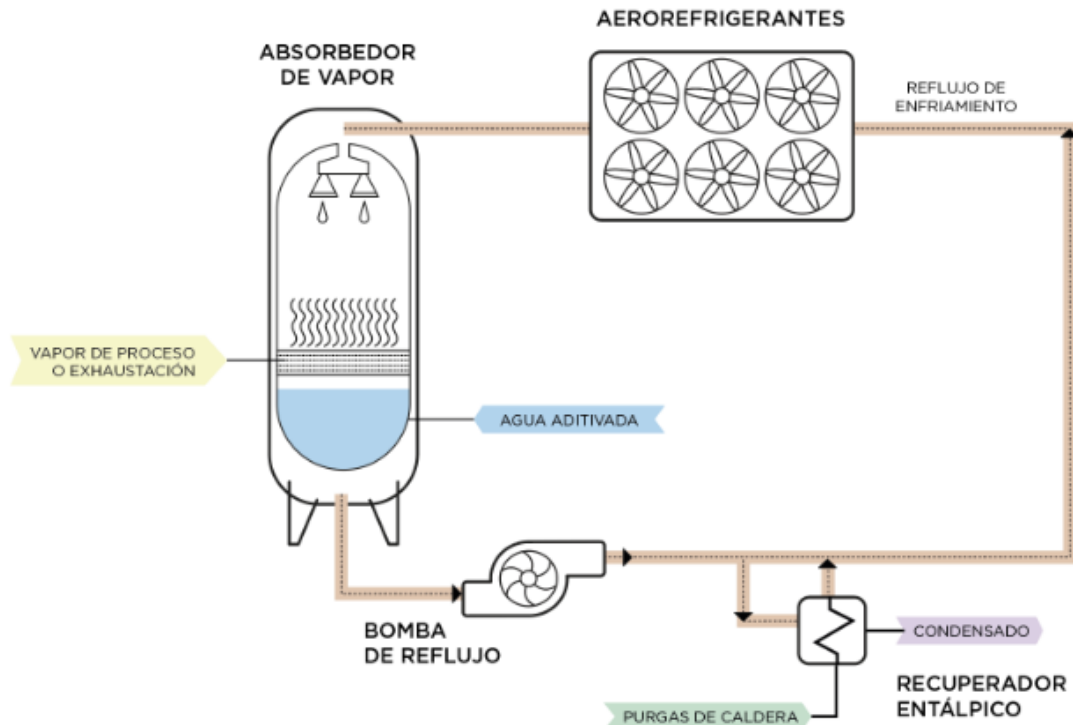 AEROREFRIGERANTES
ABSORBEDOR
DE VAPOR
REFLUJO DE
ENFRIAMIENTO
VAPOR DE PROCESO
O EXHAUSTACIÓN
AGUA ADITIVADA
BOMBA
DE REFLUJO
CONDENSADO
RECUPERADOR
ENTÁLPICO
PURGAS DE CALDERA